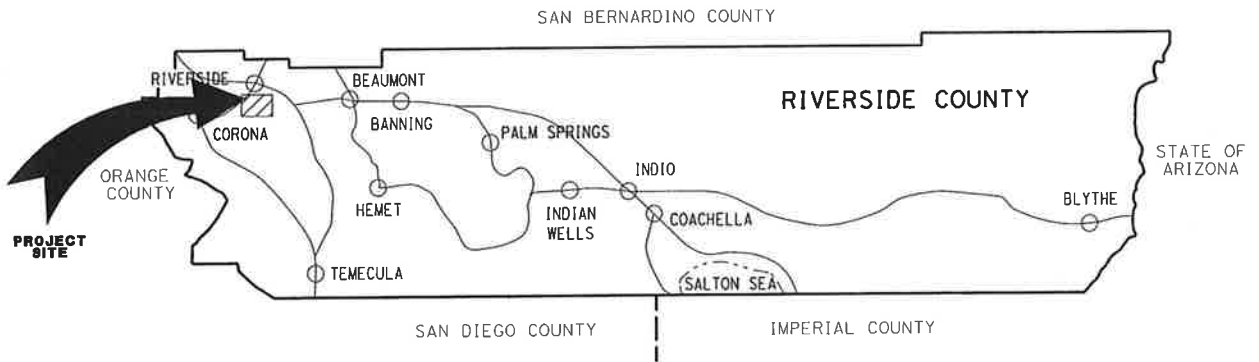 SAN BERNARDINO COUNTY
RIVERSIDE
BEAUMONT
RIVERSIDE COUNTY
CORONA
BANNING
PALM SPRINGS
STATE OF
ARIZONA
ORANGE
COUNTY
INDIO
HEMET
INDIAN
WELLS
COACHELLA
BLYTHE
PROJECT
SITE
TEMECULA
SALTON SEA
SAN DIEGO COUNTY
IMPERIAL COUNTY